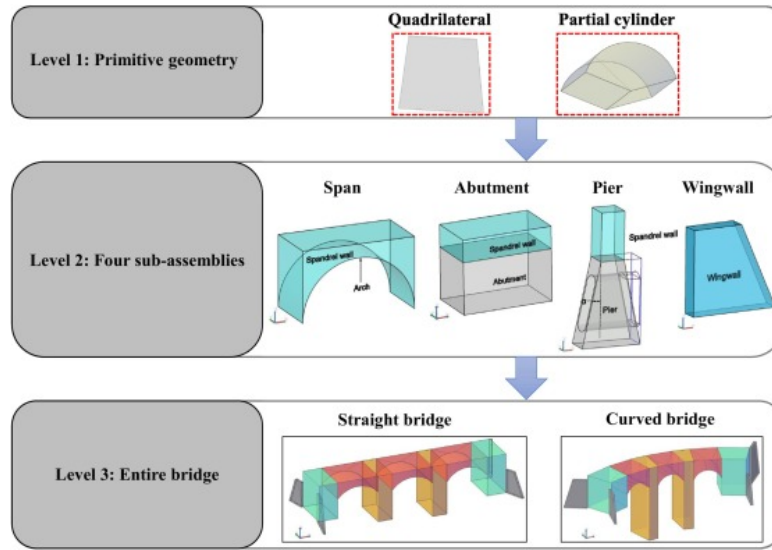 Quadrilateral
Partial cylinder
Level 1: Primitive geometry
Span
Abutment
Pier
Wingwall
Spandrel wall
Arch
Spandrel wall
Abutment
Spandrel wall
Pier
Wingwall
Level 2: Four sub-assemblies
Straight bridge
Curved bridge
Level 3: Entire bridge